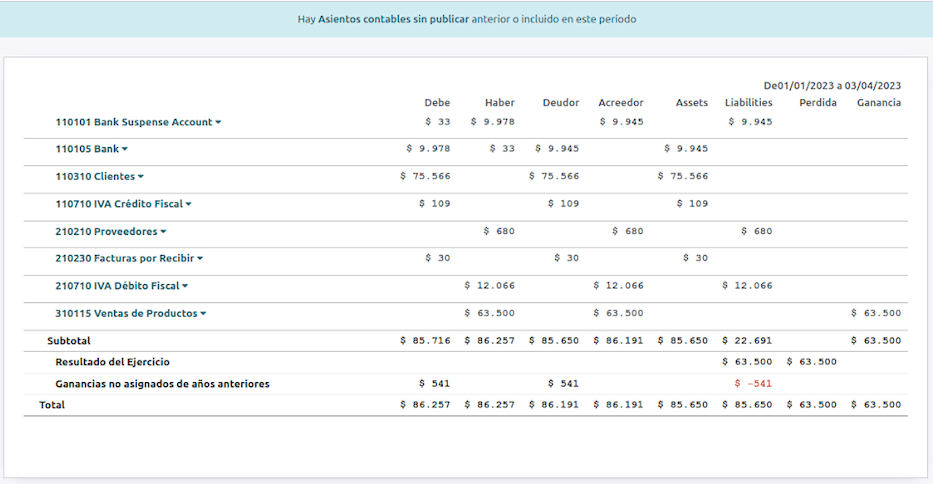 Hay Asientos contables sin publicar anterior o incluido en este período
De01/01/2023 a 03/04/2023
Debe Haber Deudor Acreedor Assets Liabilities Perdida Ganancia
110101 Bank Suspense Account $ 33 $ 9.978 $ 9.945 $ 9.945
110105 Bank $ 9.978 $ 33 $ 9.945 $ 9.945
110310 Clientes $ 75.566 $ 75.566 $ 75.566
110710 IVA Crédito Fiscal $ 109 $ 109 $ 109
210210 Proveedores $ 680 $ 680 $ 680
210230 Facturas por Recibir $ 30 $ 30 $ 30
210710 IVA Débito Fiscal $ 12.066 $ 12.066 $ 12.066
310115 Ventas de Productos $ 63.500 $ 63.500 $ 63.500
Subtotal $ 85.716 $ 86.257 $ 85.650 $ 86.191 $ 85.650 $ 22.691 $ 63.500
Resultado del Ejercicio $ 63.500 $ 63.500
Ganancias no asignados de años anteriores $ 541 $ 541 $ -541
Total $ 86.257 $ 86.257 $ 86.191 $ 86.191 $ 85.650 $ 85.650 $ 63.500 $ 63.500